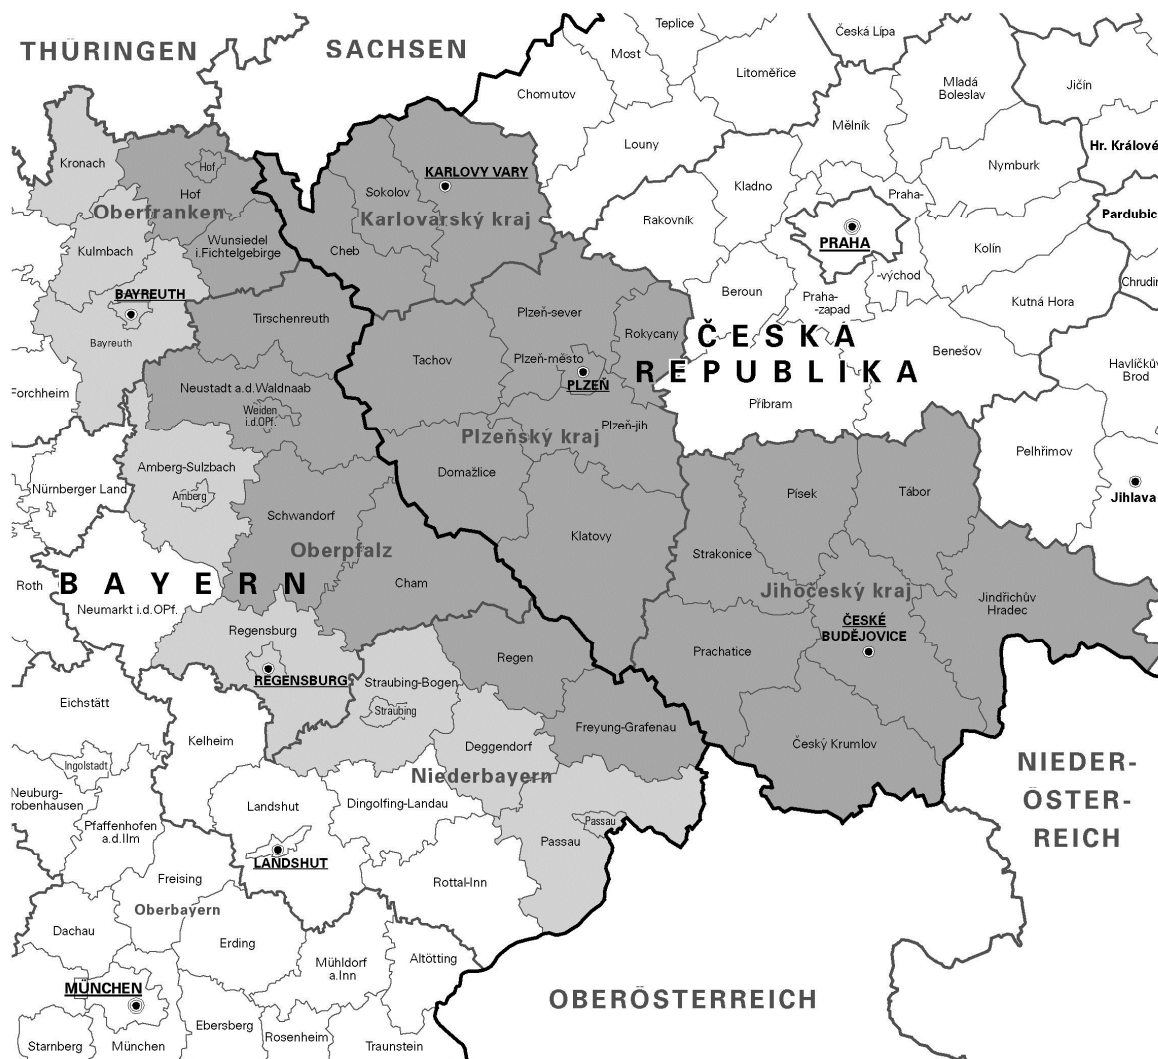 THÜRINGEN
SACHSEN
Teplice
Česká Lípa
Most
Litoměřice
Chomutov
Mladá
Boleslav
Jičín
Mělník
Louny
Hr. Králové
Kronach
Hof
Hof
KARLOVY VARY
Sokolov
Nymburk
Kladno
Praha-
Oberfranken
Karlovarský kraj
Rakovník
Pardubic
PRAHA
Kulmbach
Wunsiedel
i.Fichtelgebirge
Cheb
Kolín
-východ
Chrudim
BAYREUTH
Beroun
Praha-
-zapad
Kutná Hora
Tirschenreuth
Plzeň-sever
Rokycany
Bayreuth
ČESKÁ
REPUBLIKA
Tachov
Plzeň-město
Benešov
Havlíčkův
Brod
PLZEŇ
Neustadt a.d.Waldnaab
Forchheim
Weiden
i.d.OPf.
Příbram
Plzeň-jih
Plzeňský kraj
Pelhřimov
Amberg-Sulzbach
Domažlice
Nürnberger Land
Amberg
Písek
Tábor
Jihlava
Schwandorf
Klatovy
Oberpfalz
Strakonice
BAYERN
Roth
Cham
Jihočeský kraj
Jindřichův
Hradec
Neumarkt i.d.OPf.
ČESKÉ
BUDĚJOVICE
Regensburg
Regen
Prachatice
REGENSBURG
Straubing-Bogen
Eichstätt
Straubing
Freyung-Grafenau
Kelheim
Deggendorf
Český Krumlov
Ingolstadt
Niederbayern
NIEDER-
ÖSTER-
REICH
Neuburg-
robenhausen
Landshut
Dingolfing-Landau
Pfaffenhofen
a.d.Ilm
Passau
Passau
LANDSHUT
Freising
Rottal-Inn
Oberbayern
Dachau
Erding
Mühldorf
a.Inn
Altötting
MÜNCHEN
OBERÖSTERREICH
Ebersberg
Rosenheim
Starnberg
München
Traunstein